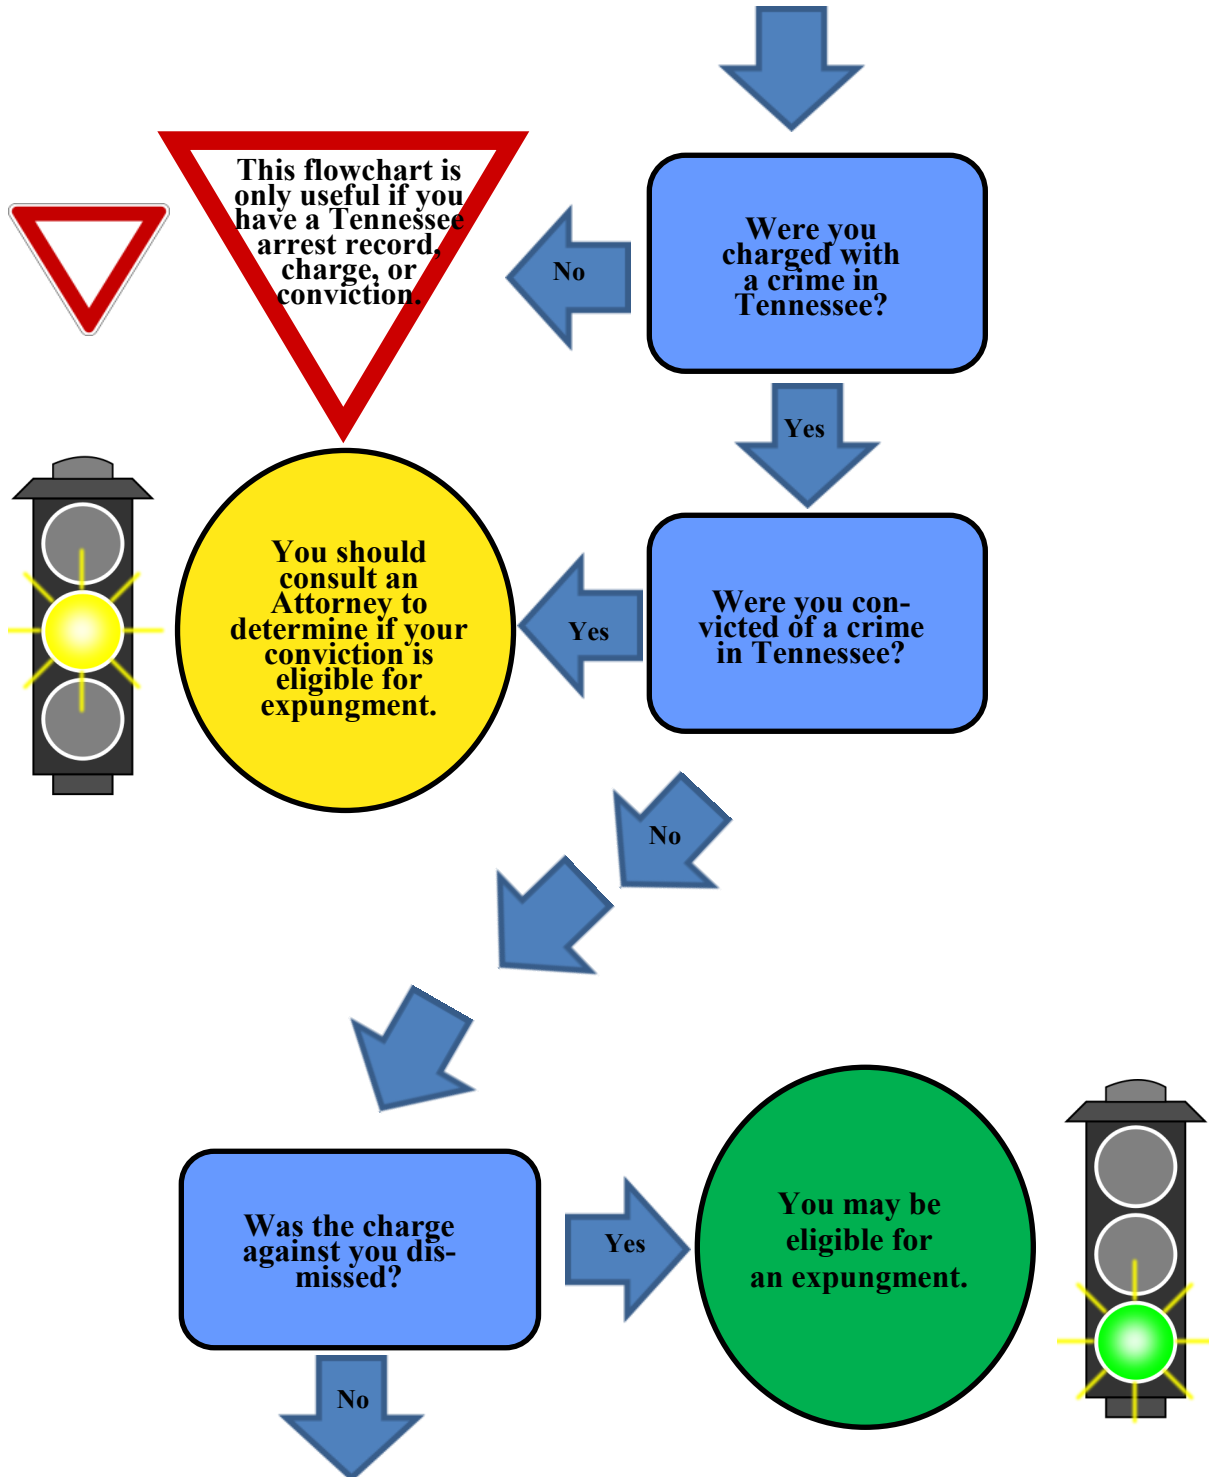 This flowchart is
only useful if you
have a Tennessee
arrest record,
charge, or
conviction.
No
Were you
charged with
a crime in
Tennessee?
Yes
You should
consult an
Attorney to
determine if your
conviction is
eligible for
expungment.
Yes
Were you con-
victed of a crime
in Tennessee?
No
Was the charge
against you dis-
missed?
Yes
You may be
eligible for
an expungment.
No